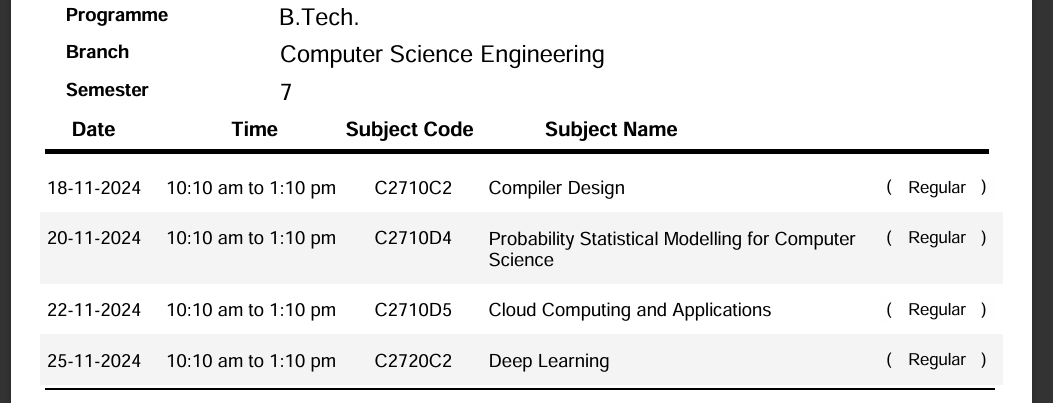 Programme B.Tech.
Branch Computer Science Engineering
Semester 7
Date Time Subject Code Subject Name
18-11-2024 10:10 am to 1:10 pm C2710C2 Compiler Design ( Regular )
20-11-2024 10:10 am to 1:10 pm C2710D4 Probability Statistical Modelling for Computer ( Regular )
Science
22-11-2024 10:10 am to 1:10 pm C2710D5 Cloud Computing and Applications ( Regular )
25-11-2024 10:10 am to 1:10 pm C2720C2 Deep Learning ( Regular )